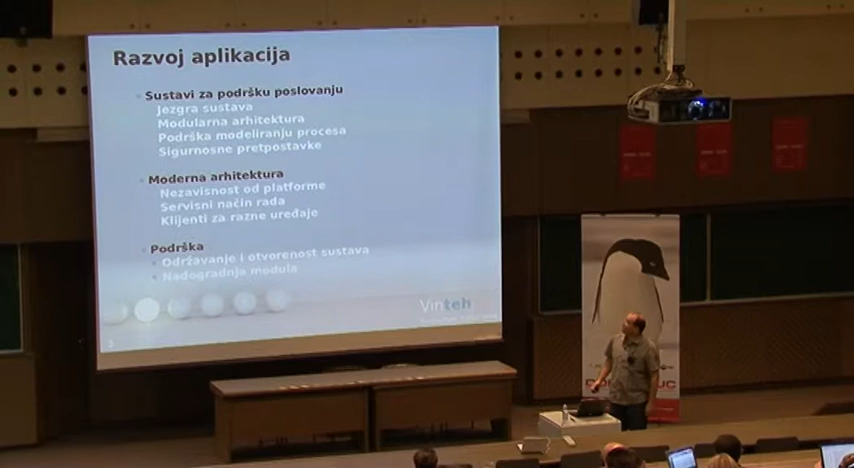 Razvoj aplikacija
Sustavi za podršku poslovanju
Jezgra sustava
Modularna arhitektura
Podrška modeliranju procesa
Sigurnosne pretpostavke
Moderna arhitektura
Nezavisnost od platforme
Servisni način rada
Klijenti za razne uređaje
Podrška
Održavanje i otvorenost sustava
Nadogradnja modula
Vinteh
3